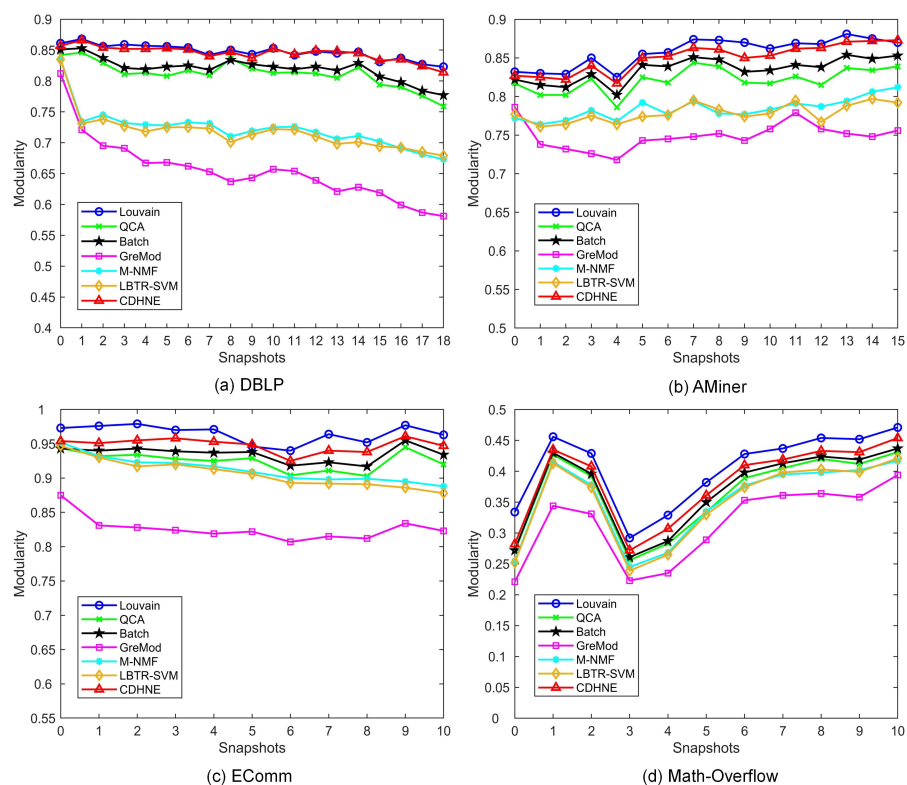 0.9
0.85
0.8
0.75
0.7
0.65
0.6
0.55
0.5
0.45
0.4
Modularity
Louvain
QCA
Batch
GreMod
M-NMF
LBTR-SVM
CDHNE
0 1 2 3 4 5 6 7 8 9 10 11 12 13 14 15 16 17 18
Snapshots
(a) DBLP
0.9
0.85
0.8
0.75
0.7
0.65
0.6
0.55
0.5
Modularity
Louvain
QCA
Batch
GreMod
M-NMF
LBTR-SVM
CDHNE
0 1 2 3 4 5 6 7 8 9 10 11 12 13 14 15
Snapshots
(b) AMiner
1
0.95
0.9
0.85
0.8
0.75
0.7
0.65
0.6
0.55
Modularity
Louvain
QCA
Batch
GreMod
M-NMF
LBTR-SVM
CDHNE
0 1 2 3 4 5 6 7 8 9 10
Snapshots
(c) EComm
0.5
0.45
0.4
0.35
0.3
0.25
0.2
0.15
0.1
0.05
0
Modularity
Louvain
QCA
Batch
GreMod
M-NMF
LBTR-SVM
CDHNE
0 1 2 3 4 5 6 7 8 9 10
Snapshots
(d) Math-Overflow